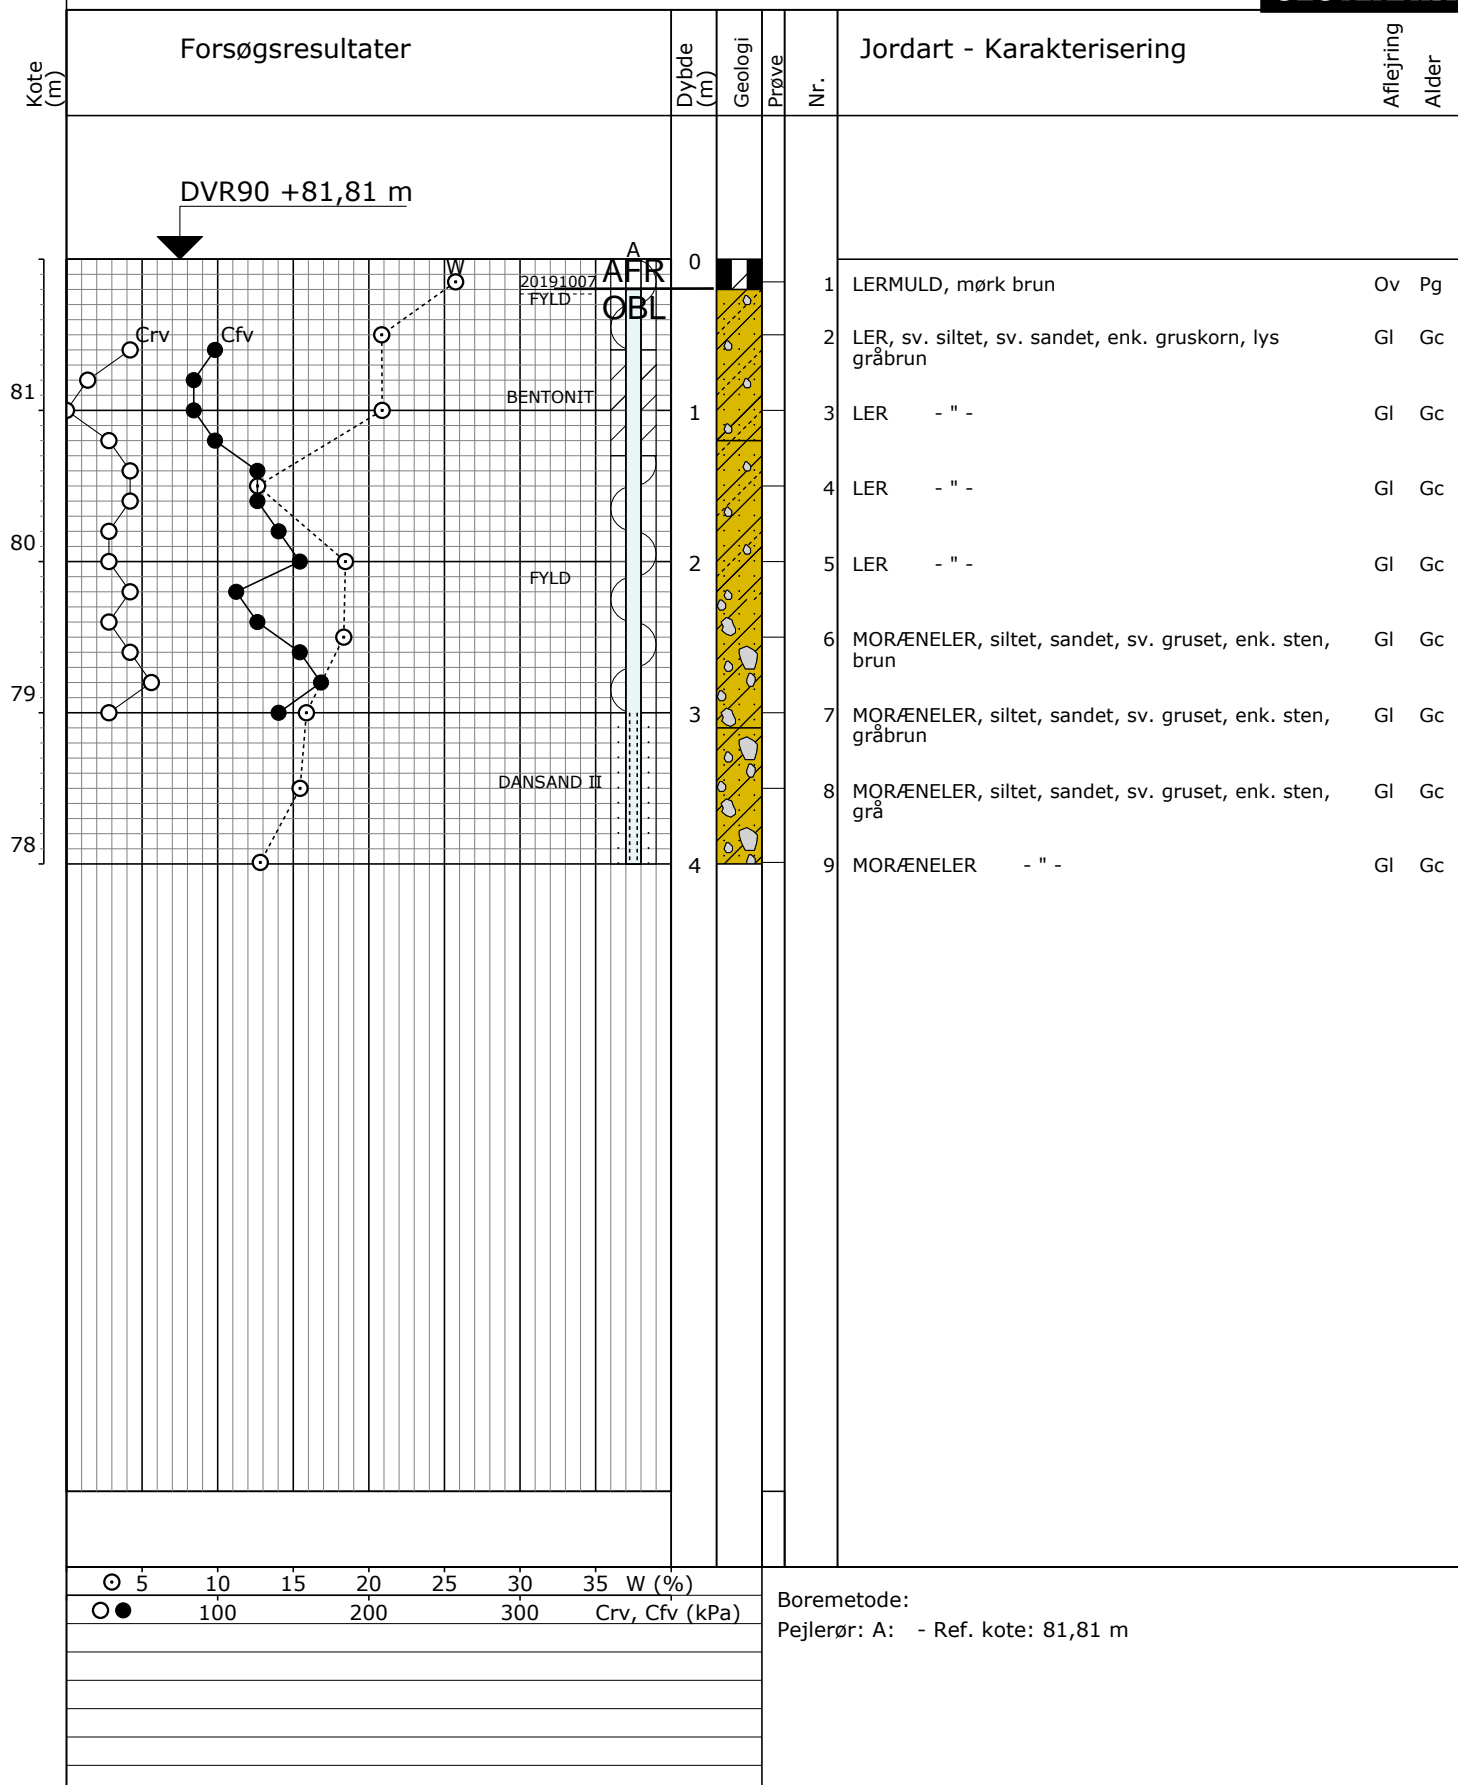 Kote (m)
Forsøgsresultater
Dybde (m)
Geologi
Prøve
Nr.
Jordart - Karakterisering
Aflejring
Alder
DVR90 +81,81 m
A
0
W
20191007
AFR
FYLD
OBL
1 LERMULD, mørk brun Ov Pg
Crv
Cfv
2 LER, sv. siltet, sv. sandet, enk. gruskorn, lys Gl Gc
gråbrun
81
BENTONIT
1
3 LER - " - Gl Gc
4 LER - " - Gl Gc
80
2
FYLD
5 LER - " - Gl Gc
6 MORÆNELER, siltet, sandet, sv. gruset, enk. sten, Gl Gc
brun
79
3
7 MORÆNELER, siltet, sandet, sv. gruset, enk. sten, Gl Gc
gråbrun
DANSAND II
8 MORÆNELER, siltet, sandet, sv. gruset, enk. sten, Gl Gc
grå
78
4
9 MORÆNELER - " - Gl Gc
5 10 15 20 25 30 35 W (%)
100 200 300 Crv, Cfv (kPa)
Boremetode:
Pejlerør: A: - Ref. kote: 81,81 m